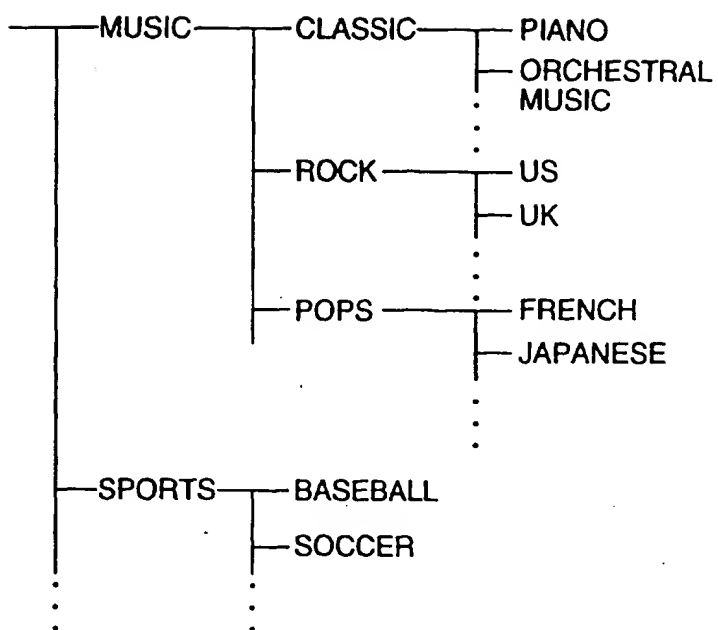 MUSIC CLASSIC PIANO
ORCHESTRAL
MUSIC
ROCK US
UK
POPS FRENCH
JAPANESE
SPORTS BASEBALL
SOCCER